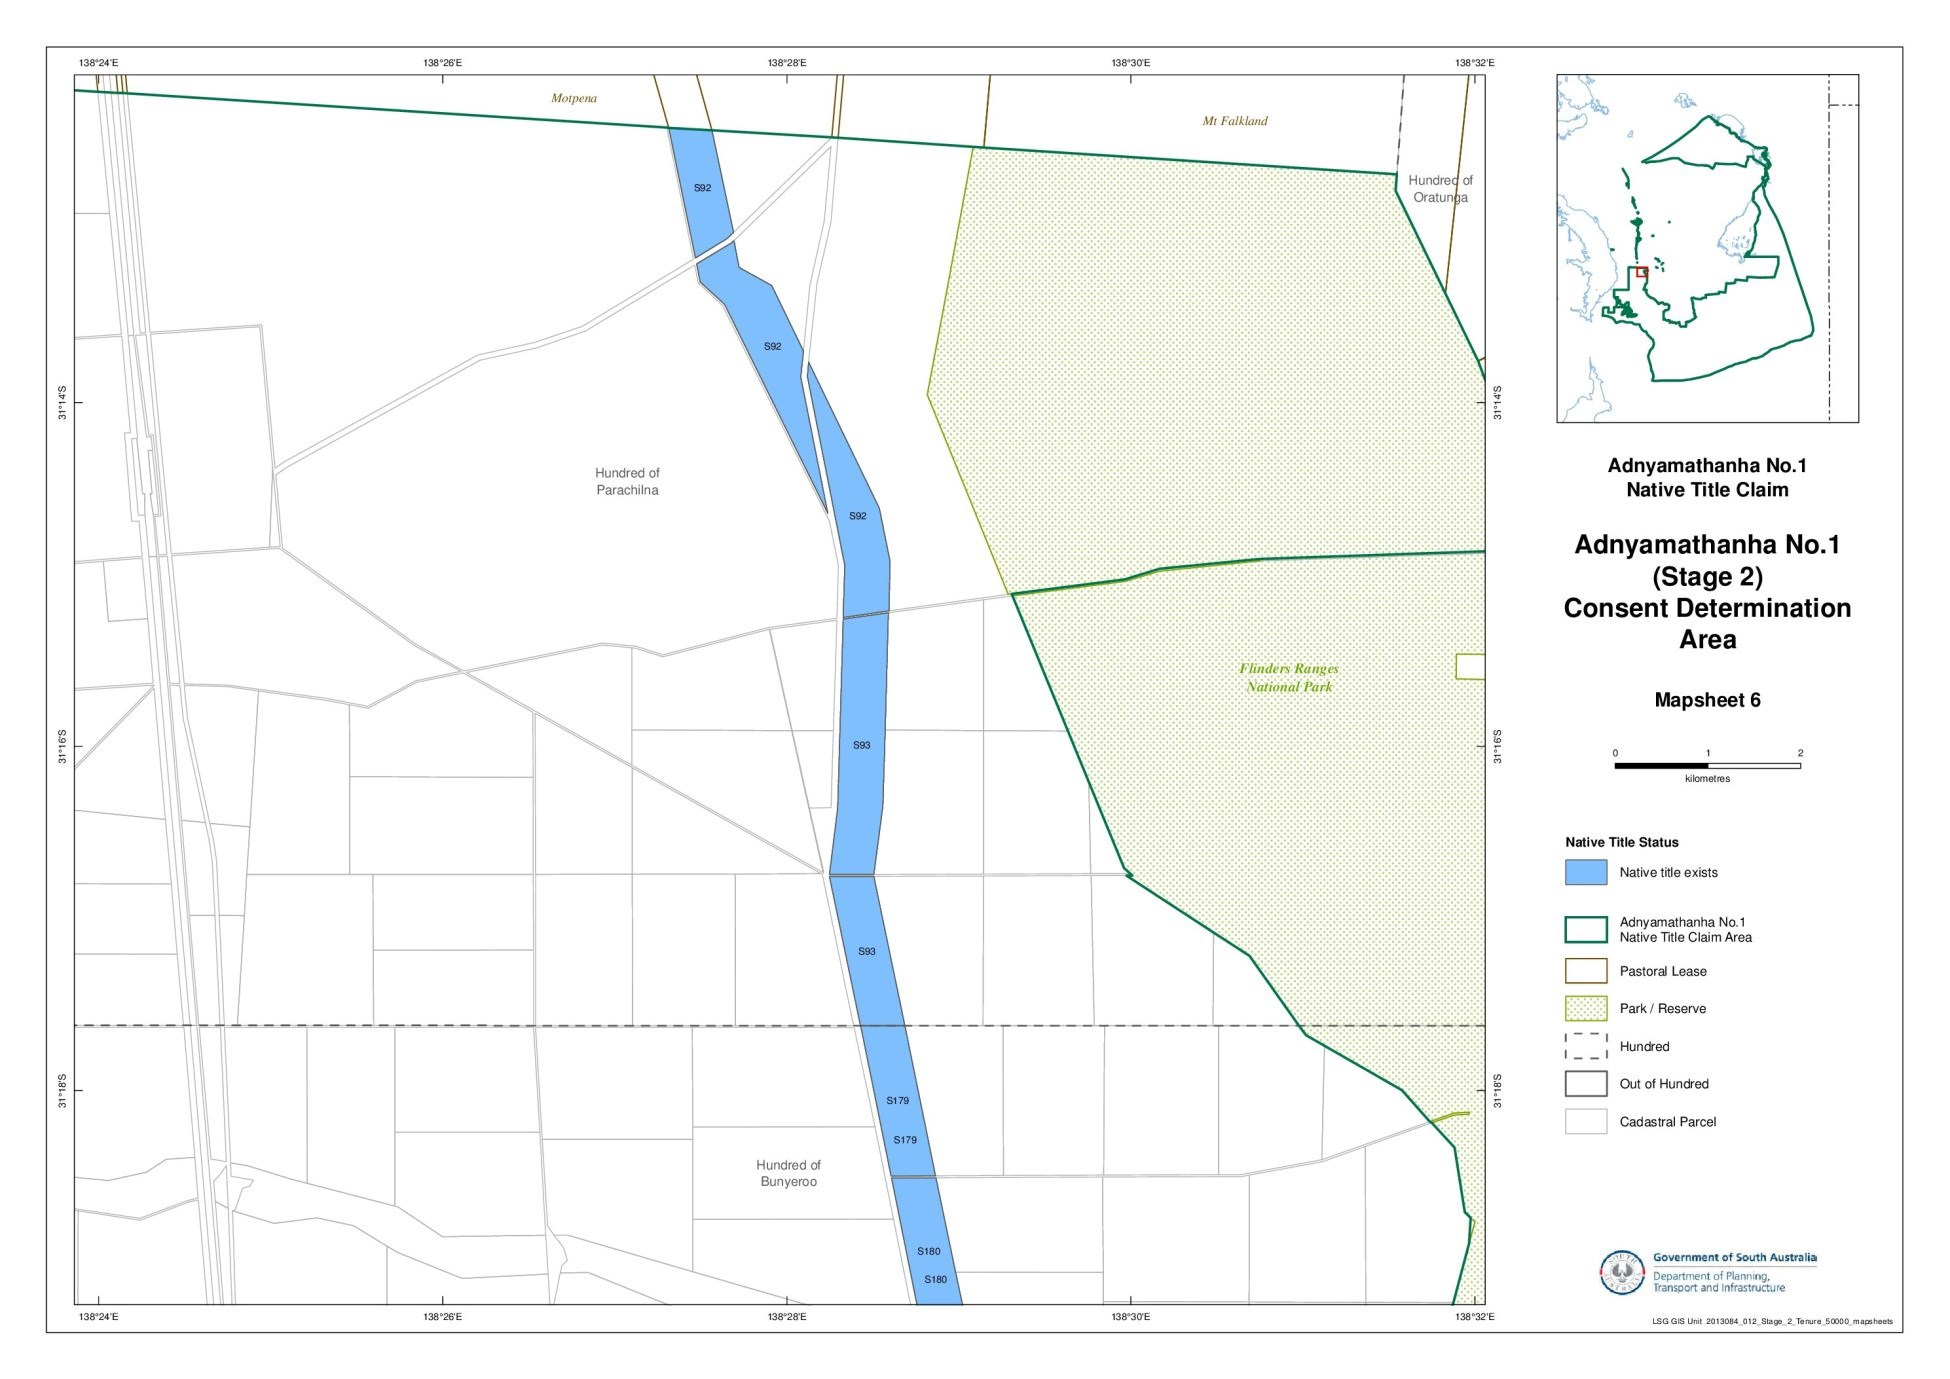 138°24'E
138°26'E
138°28'E
138°30'E
138°32'E
Motpena
Mt Falkland
Hundred of
Oratunga
S92
S92
31°14'S
31°14'S
Hundred of
Parachilna
S92
Flinders Ranges
National Park
31°16'S
31°16'S
S93
S93
31°18'S
31°18'S
S179
S179
Hundred of
Bunyeroo
S180
S180
138°24'E
138°26'E
138°28'E
138°30'E
138°32'E
Adnyamathanha No.1
Native Title Claim
Adnyamathanha No.1
(Stage 2)
Consent Determination
Area
Mapsheet 6
0 1 2
kilometres
Native Title Status
Native title exists
Adnyamathanha No.1
Native Title Claim Area
Pastoral Lease
Park / Reserve
Hundred
Out of Hundred
Cadastral Parcel
Government of South Australia
Department of Planning,
Transport and Infrastructure
LSG GIS Unit 2013084_012_Stage_2_Tenure_50000_mapsheets